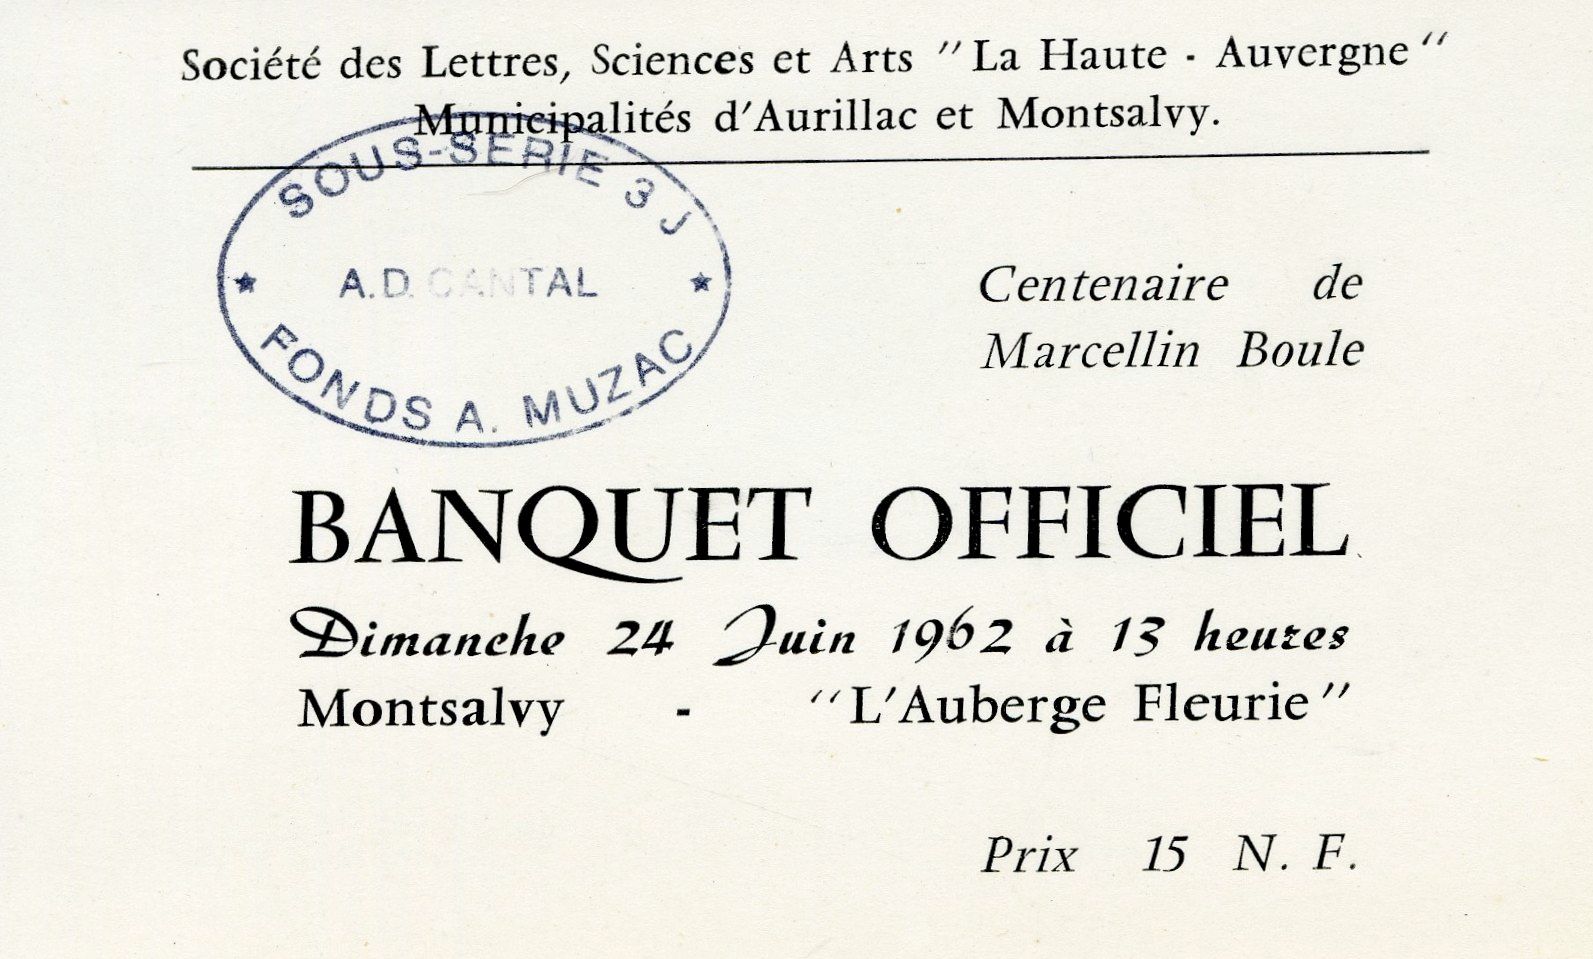 Société des Lettres, Sciences et Arts "La Haute - Auvergne"
Municipalités d'Aurillac et Montsalvy.
SOUS-SERIE 3 J
A.D. CANTAL
FONDS A. MUZAC
Centenaire de
Marcellin Boule
BANQUET OFFICIEL
Dimanche 24 Juin 1962 à 13 heures
Montsalvy - "L'Auberge Fleurie"
Prix 15 N. F.